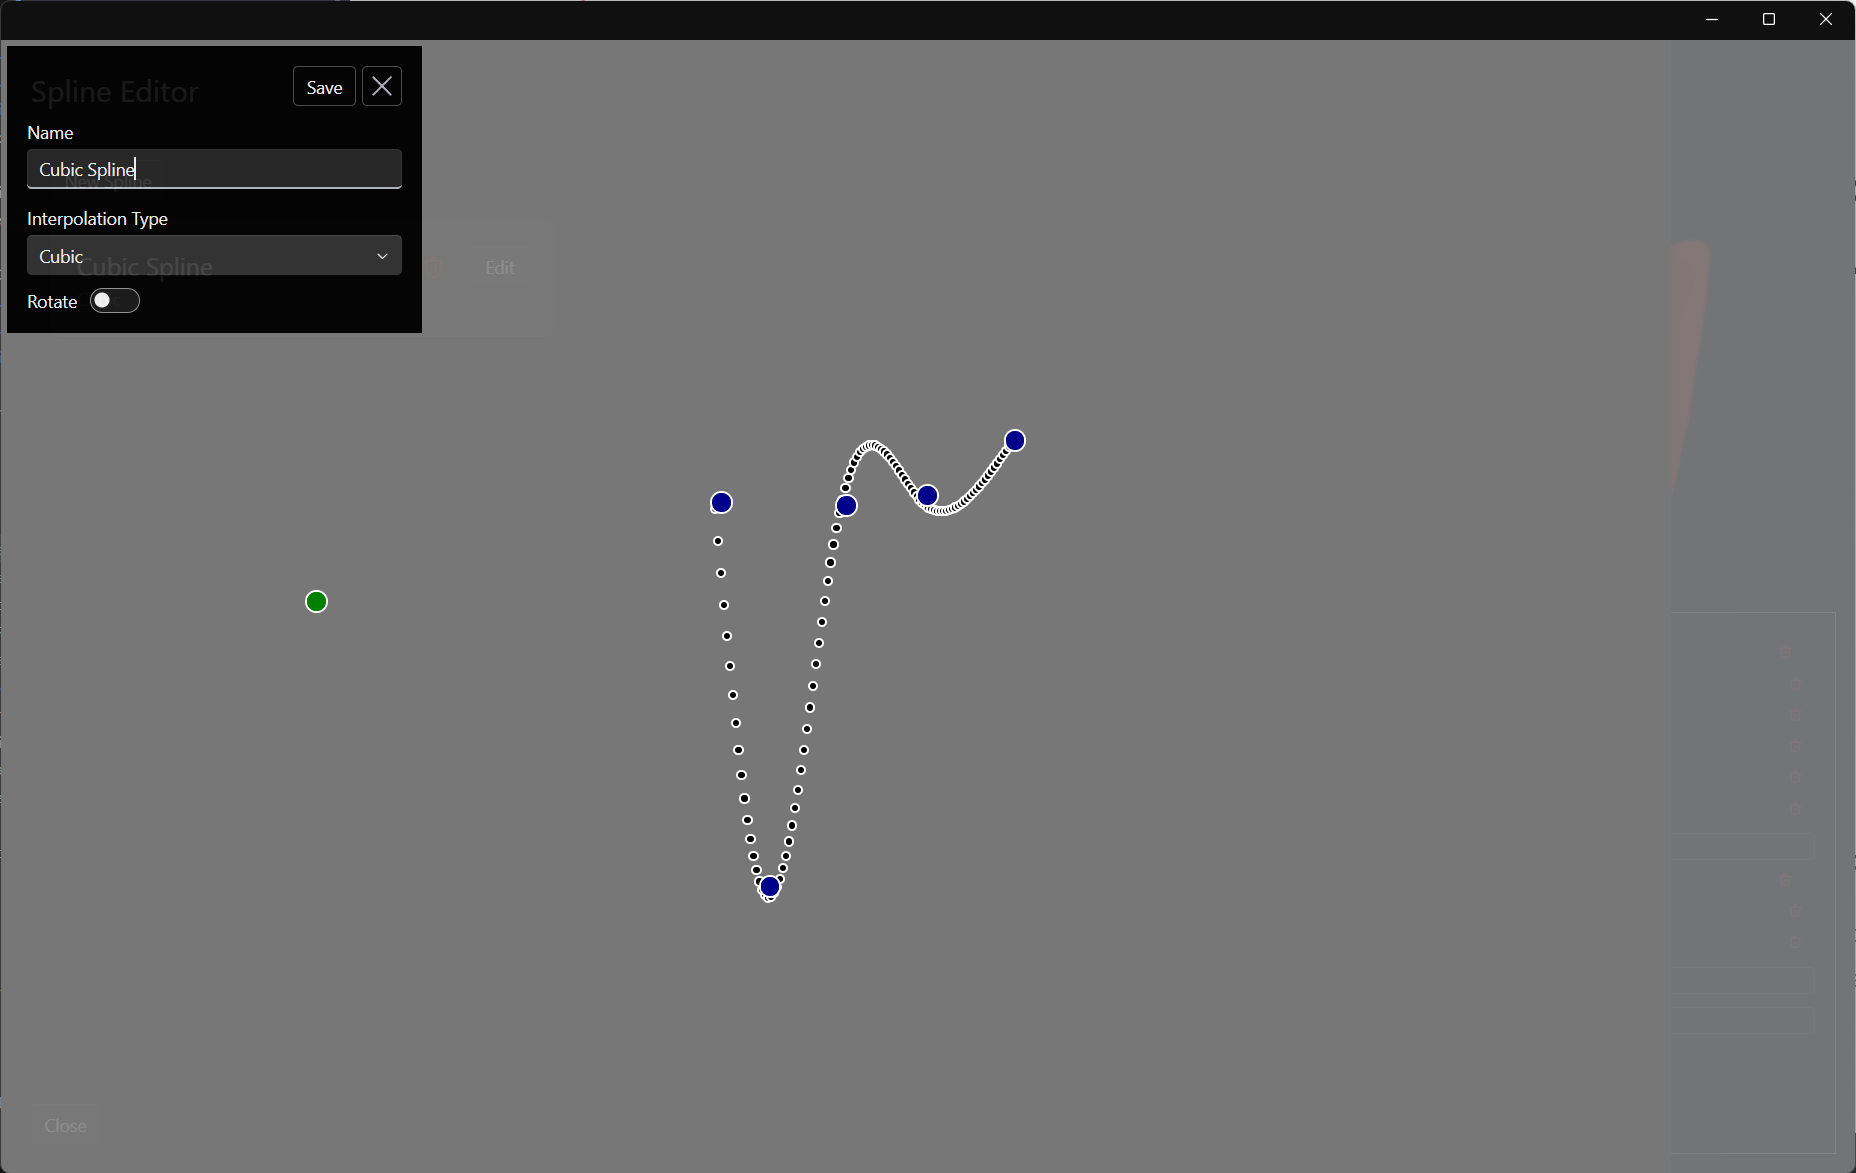 Spline Editor
Save
Name
Cubic Spline
New Spline
Interpolation Type
Cubic
Cubic Spline
Edit
Rotate
Close